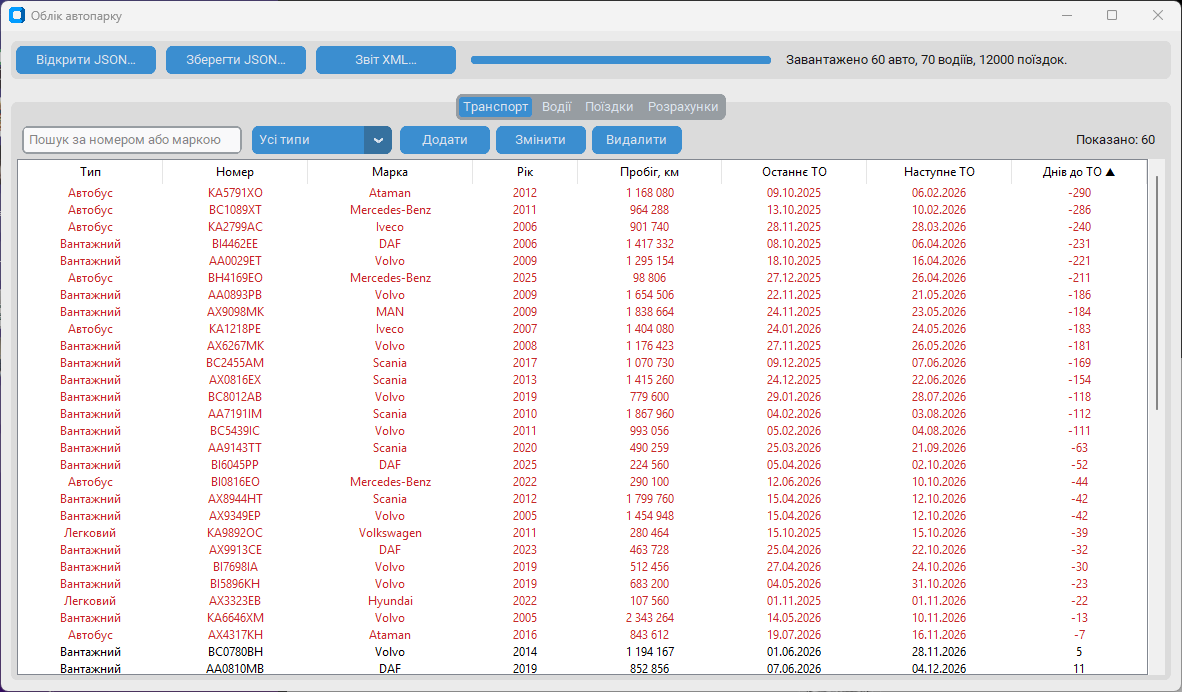 Облік автопарку
Відкрити JSON... Зберегти JSON... Звіт XML... Завантажено 60 авто, 70 водіїв, 12000 поїздок.
Транспорт Водії Поїздки Розрахунки
Пошук за номером або маркою Усі типи Додати Змінити Видалити Показано: 60
Тип Номер Марка Рік Пробіг, км Останнє ТО Наступне ТО Днів до ТО ▲
Автобус KA5791XO Ataman 2012 1 168 080 09.10.2025 06.02.2026 -290
Автобус BC1089XT Mercedes-Benz 2011 964 288 13.10.2025 10.02.2026 -286
Автобус KA2799AC Iveco 2006 901 740 28.11.2025 28.03.2026 -240
Вантажний BI4462EE DAF 2006 1 417 332 08.10.2025 06.04.2026 -231
Вантажний AA0029ET Volvo 2009 1 295 154 18.10.2025 16.04.2026 -221
Автобус BH4169EO Mercedes-Benz 2025 98 806 27.12.2025 26.04.2026 -211
Вантажний AA0893PB Volvo 2009 1 654 506 22.11.2025 21.05.2026 -186
Вантажний AX9098MK MAN 2009 1 838 664 24.11.2025 23.05.2026 -184
Автобус KA1218PE Iveco 2007 1 404 080 24.01.2026 24.05.2026 -183
Вантажний AX6267MK Volvo 2008 1 176 423 27.11.2025 26.05.2026 -181
Вантажний BC2455AM Scania 2017 1 070 730 09.12.2025 07.06.2026 -169
Вантажний AX0816EX Scania 2013 1 415 260 24.12.2025 22.06.2026 -154
Вантажний BC8012AB Volvo 2019 779 600 29.01.2026 28.07.2026 -118
Вантажний AA7191IM Scania 2010 1 867 960 04.02.2026 03.08.2026 -112
Вантажний BC5439IC Volvo 2011 993 056 05.02.2026 04.08.2026 -111
Вантажний AA9143TT Scania 2020 490 259 25.03.2026 21.09.2026 -63
Вантажний BI6045PP DAF 2025 224 560 05.04.2026 02.10.2026 -52
Автобус BI0816EO Mercedes-Benz 2022 290 100 12.06.2026 10.10.2026 -44
Вантажний AX8944HT Scania 2012 1 799 760 15.04.2026 12.10.2026 -42
Вантажний AX9349EP Volvo 2005 1 454 948 15.04.2026 12.10.2026 -42
Легковий KA9892OC Volkswagen 2011 280 464 15.10.2025 15.10.2026 -39
Вантажний AX9913CE DAF 2023 463 728 25.04.2026 22.10.2026 -32
Вантажний BI7698IA Volvo 2019 512 456 27.04.2026 24.10.2026 -30
Вантажний BI5896KH Volvo 2019 683 200 04.05.2026 31.10.2026 -23
Легковий AX3323EB Hyundai 2022 107 560 01.11.2025 01.11.2026 -22
Вантажний KA6646XM Volvo 2005 2 343 264 14.05.2026 10.11.2026 -13
Автобус AX4317KH Ataman 2016 843 612 19.07.2026 16.11.2026 -7
Вантажний BC0780BH Volvo 2014 1 194 167 01.06.2026 28.11.2026 5
Вантажний AA0810MB DAF 2019 852 856 07.06.2026 04.12.2026 11